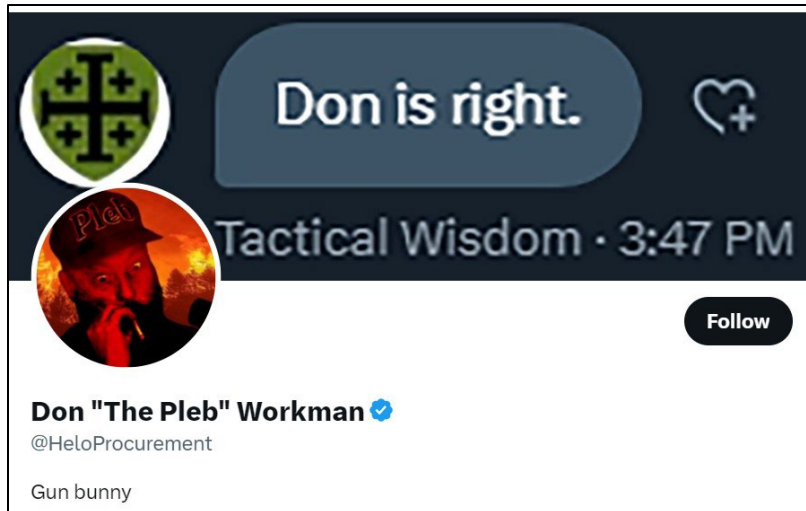 Don is right.
Tactical Wisdom · 3:47 PM
Pleb
Follow
Don "The Pleb" Workman
@HeloProcurement
Gun bunny